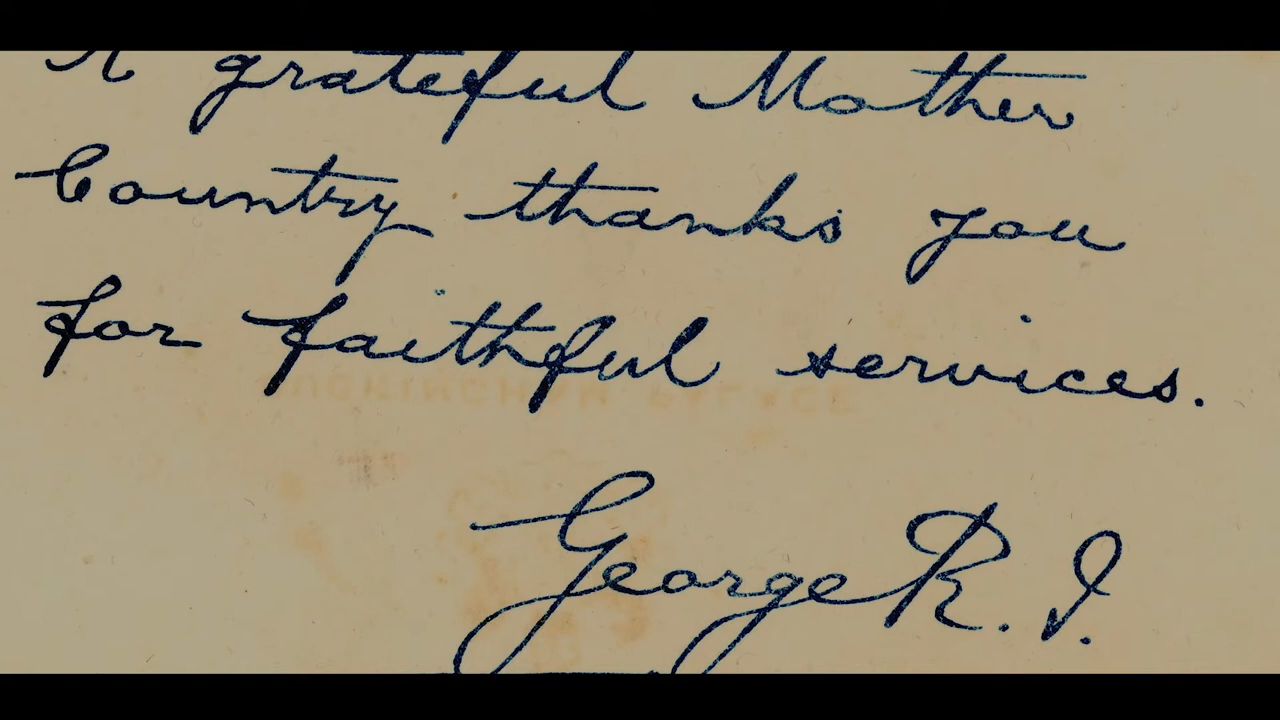 A grateful Mother
Country thanks you
for faithful services.
George R. I.